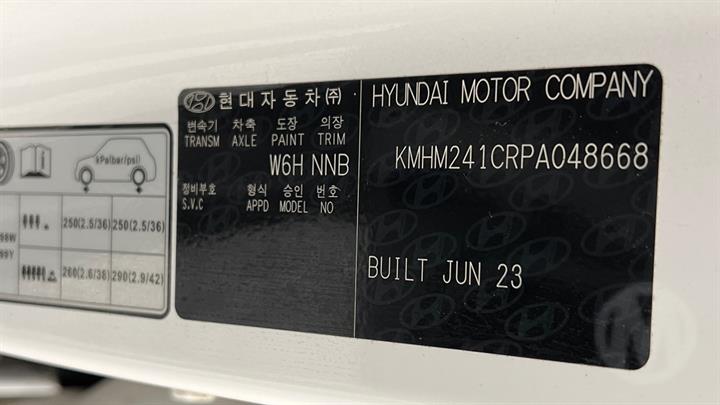 현대자동차㈜
변속기 차축 도장 의장
TRANSM AXLE PAINT TRIM
W6H NNB
정비부호 형식 승인 번호
S.V.C APPD MODEL NO
HYUNDAI MOTOR COMPANY
KMHM241CRPA048668
BUILT JUN 23
kPa(bar/psi)
98W
99Y
250(2.5/36) 250(2.5/36)
260(2.6/38) 290(2.9/42)